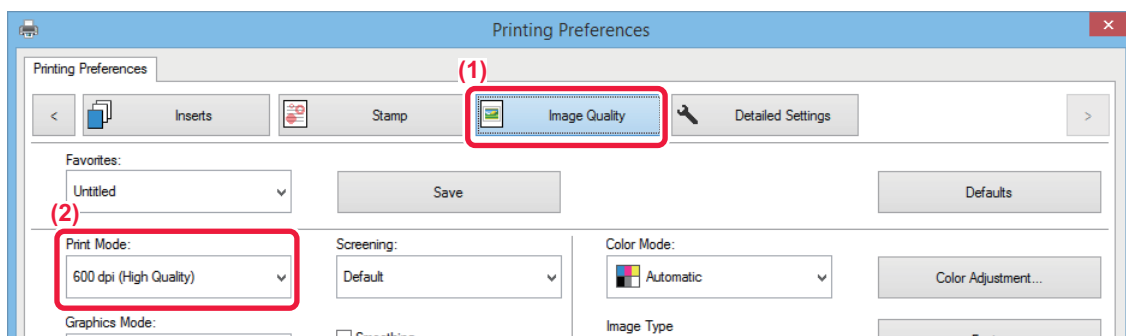 Printing Preferences
Printing Preferences
(1)
< Inserts Stamp Image Quality Detailed Settings >
Favorites:
Untitled Save Defaults
(2)
Print Mode: Screening: Color Mode:
600 dpi (High Quality) Default Automatic Color Adjustment...
Graphics Mode: Image Type